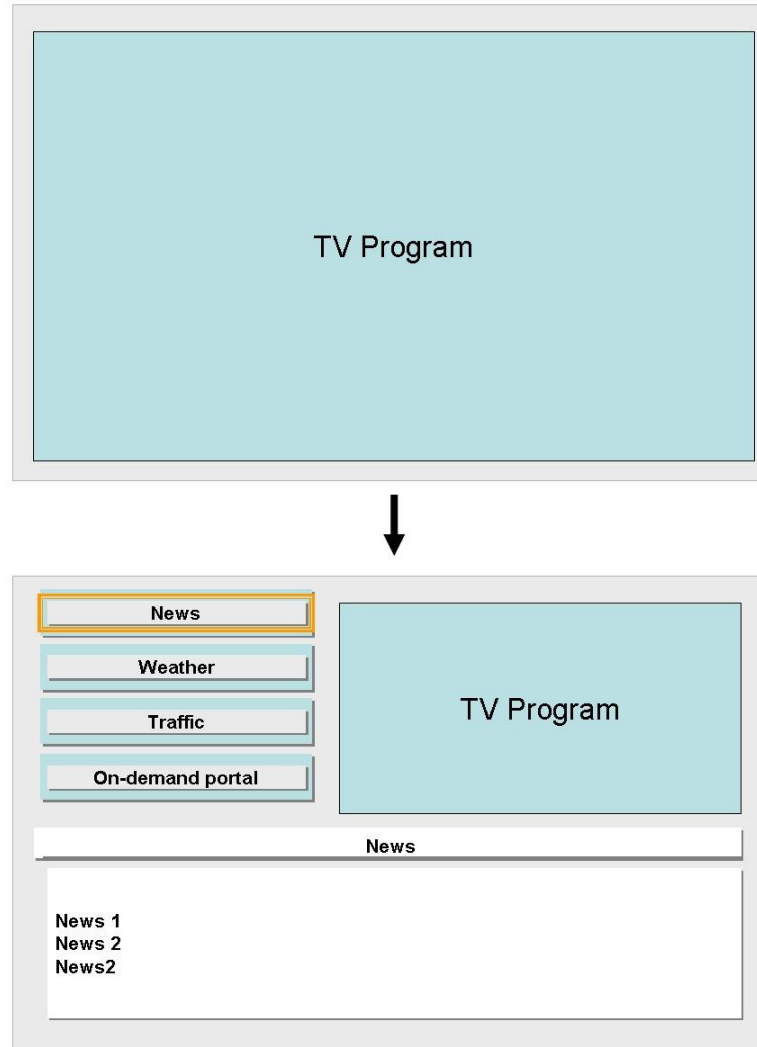 TV Program
News
Weather
Traffic
On-demand portal
TV Program
News
News 1
News 2
News2